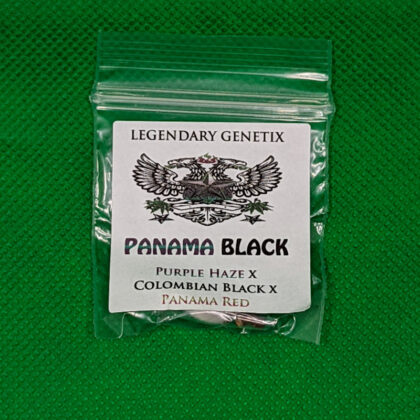 LEGENDARY GENETIX
PANAMA BLACK
PURPLE HAZE X
COLOMBIAN BLACK X
PANAMA RED